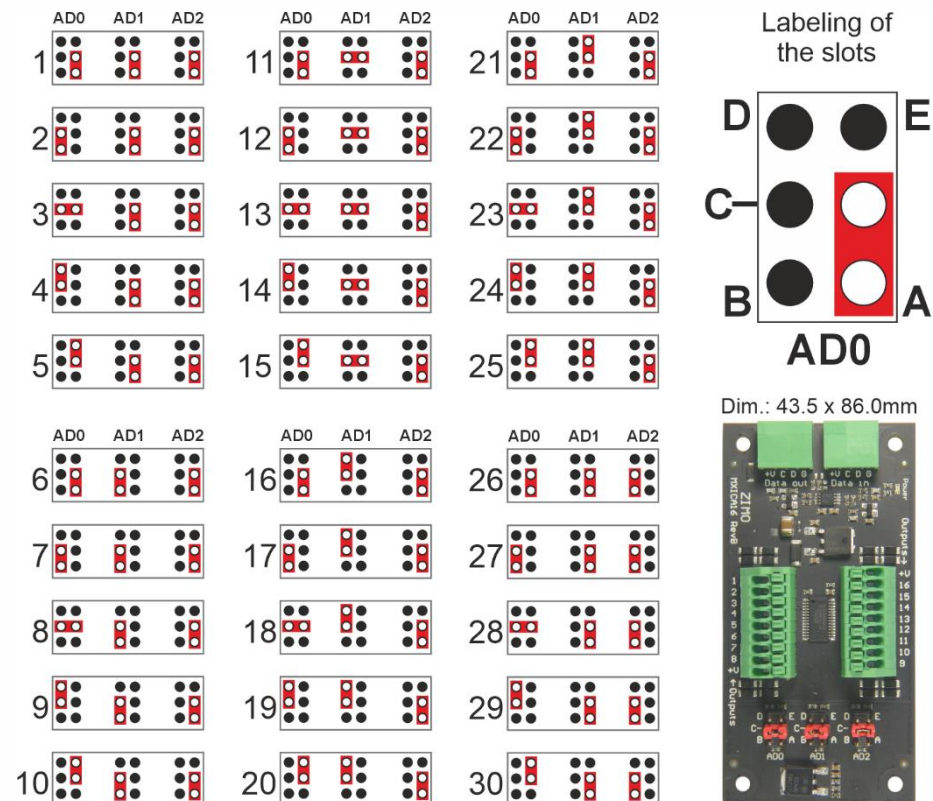 AD0 AD1 AD2 AD0 AD1 AD2 AD0 AD1 AD2
1 11 21
2 12 22
3 13 23
4 14 24
5 15 25
AD0 AD1 AD2 AD0 AD1 AD2 AD0 AD1 AD2
6 16 26
7 17 27
8 18 28
9 19 29
10 20 30
Labeling of
the slots
D E
C
B A
AD0
Dim.: 43.5 x 86.0mm
+V C D G +V C D G
Data out Data in
Power
ZIMO
MXICA16 RevB
Outputs
1
2
3
4
5
6
7
8
+V
Outputs
+V
16
15
14
13
12
11
10
9
D E D E D E
C- C- C-
B A B A B A
AD0 AD1 AD2